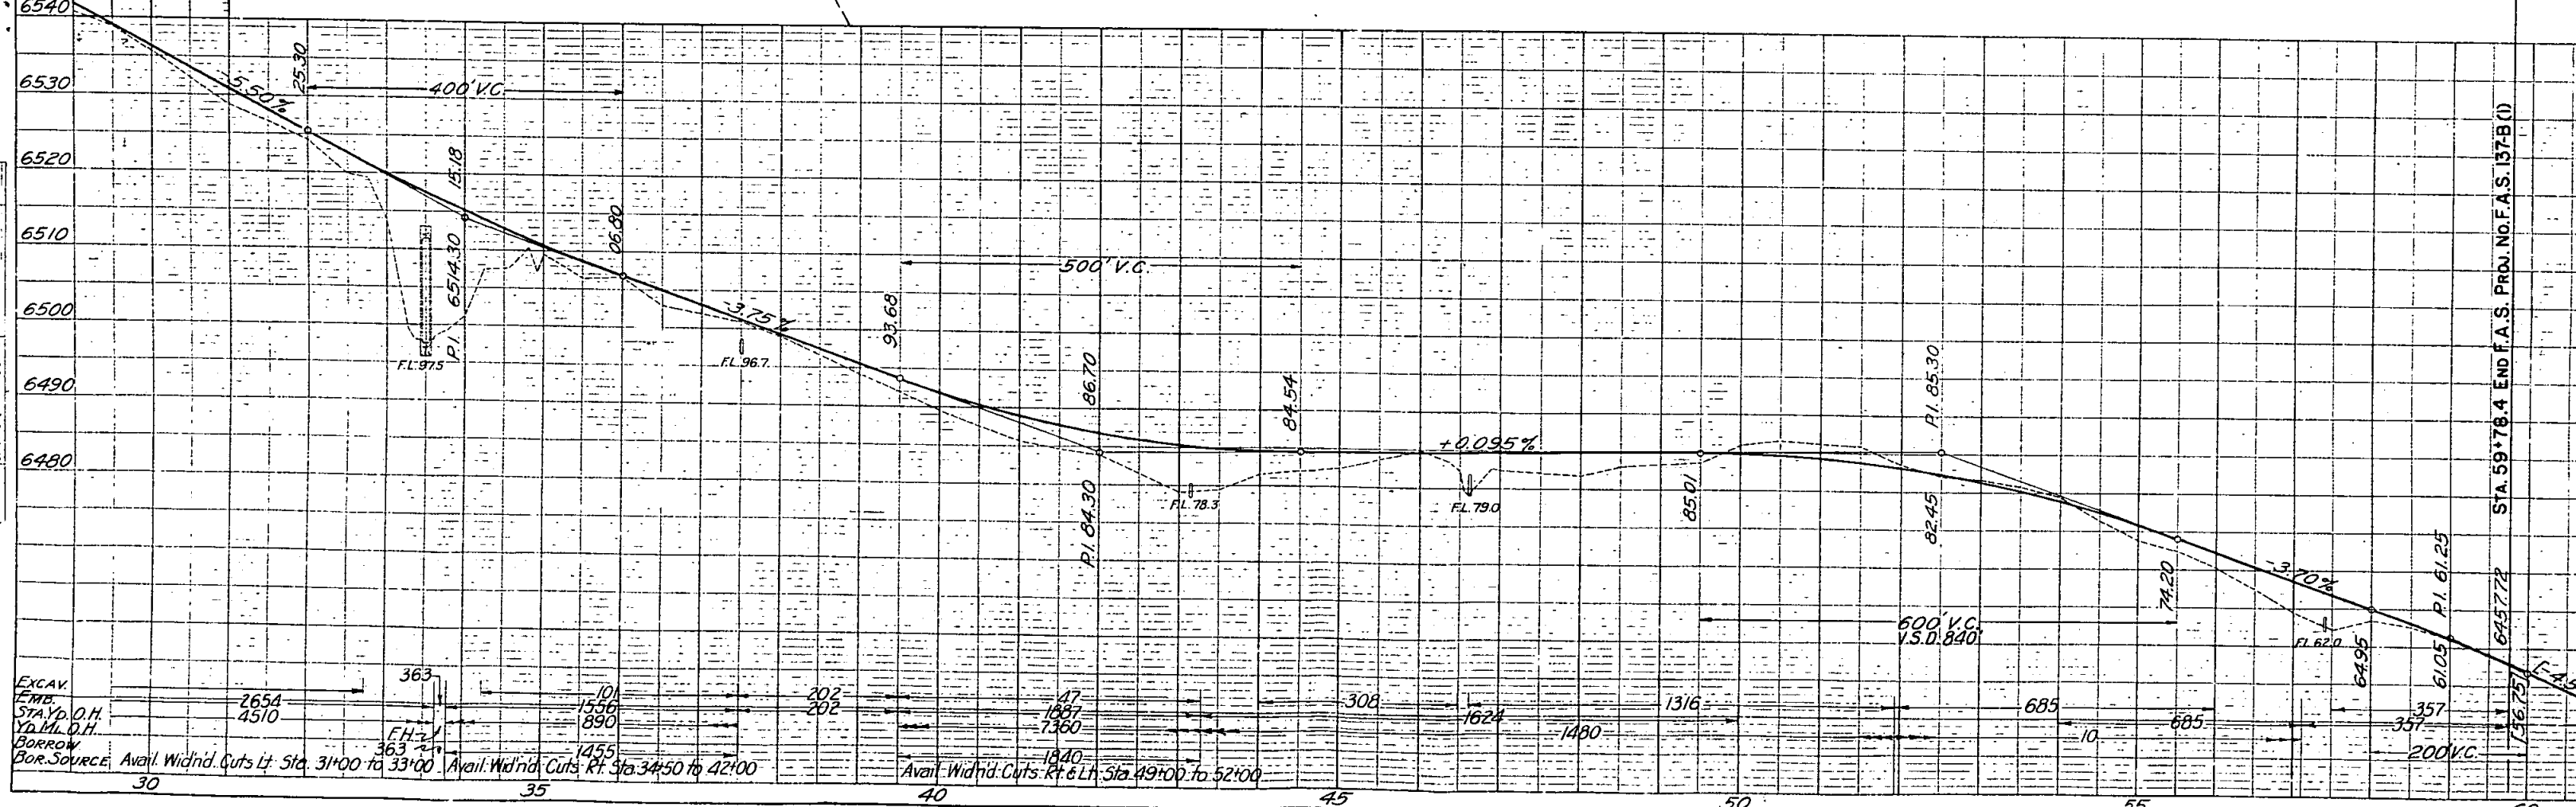 6540
6530
6520
6510
6500
6490
6480
-5.50%
25.30
400' V.C.
15.18
P.I. 6514.30
F.L. 97.5
06.80
-3.75%
F.L. 96.7
93.68
500' V.C.
86.70
P.I. 84.30
84.54
F.L. 78.3
+0.095%
F.L. 79.0
85.01
P.I. 85.30
82.45
600' V.C.
V.S.D. 840'
74.20
-3.70%
F.L. 62.0
64.95
P.I. 61.25
61.05
6457.72
STA. 59+78.4 END F.A.S. PROJ. NO. F.A.S. 137-B (1)
200' V.C.
EXCAV.
EMB. 2654 363 1556 101 202 202 1887 47 308 1624 1316 685 685 357 357
STA. YD. O.H. 4510 890 7360 1480 10
YD. MI. O.H. F.H.
BORROW 363 1455 1840
BOR. SOURCE Avail. Wid'nd. Cuts Lt. Sta. 31+00 to 33+00 Avail. Wid'nd. Cuts Rt. Sta. 34+50 to 42+00 Avail. Wid'nd. Cuts Rt. & Lt. Sta. 49+00 to 52+00
30 35 40 45 50 55